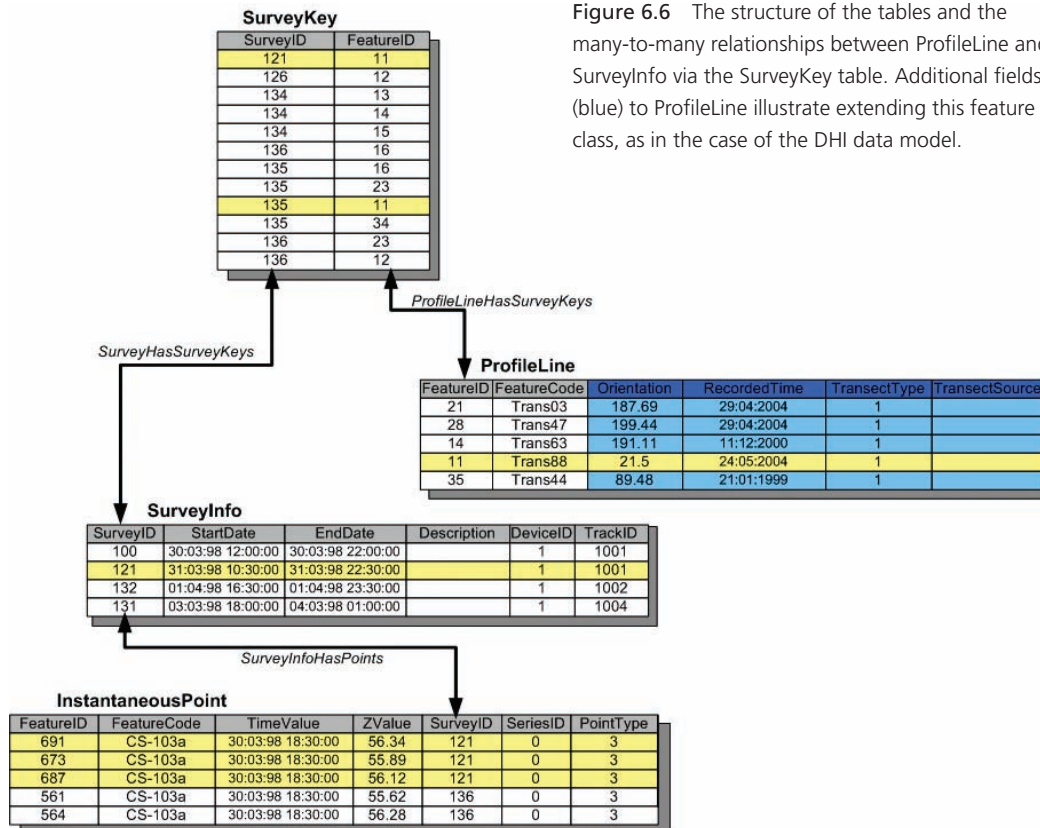 SurveyKey
SurveyID FeatureID
121 11
126 12
134 13
134 14
134 15
136 16
135 16
135 23
135 11
135 34
136 23
136 12
Figure 6.6 The structure of the tables and the
many-to-many relationships between ProfileLine and
SurveyInfo via the SurveyKey table. Additional fields
(blue) to ProfileLine illustrate extending this feature
class, as in the case of the DHI data model.
ProfileLineHasSurveyKeys
SurveyHasSurveyKeys
ProfileLine
FeatureID FeatureCode Orientation RecordedTime TransectType TransectSource
21 Trans03 187.69 29:04:2004 1
28 Trans47 199.44 29:04:2004 1
14 Trans63 191.11 11:12:2000 1
11 Trans88 21.5 24:05:2004 1
35 Trans44 89.48 21:01:1999 1
SurveyInfo
SurveyID StartDate EndDate Description DeviceID TrackID
100 30:03:98 12:00:00 30:03:98 22:00:00 1 1001
121 31:03:98 10:30:00 31:03:98 22:30:00 1 1001
132 01:04:98 16:30:00 01:04:98 23:30:00 1 1002
131 03:03:98 18:00:00 04:03:98 01:00:00 1 1004
SurveyInfoHasPoints
InstantaneousPoint
FeatureID FeatureCode TimeValue ZValue SurveyID SeriesID PointType
691 CS-103a 30:03:98 18:30:00 56.34 121 0 3
673 CS-103a 30:03:98 18:30:00 55.89 121 0 3
687 CS-103a 30:03:98 18:30:00 56.12 121 0 3
561 CS-103a 30:03:98 18:30:00 55.62 136 0 3
564 CS-103a 30:03:98 18:30:00 56.28 136 0 3